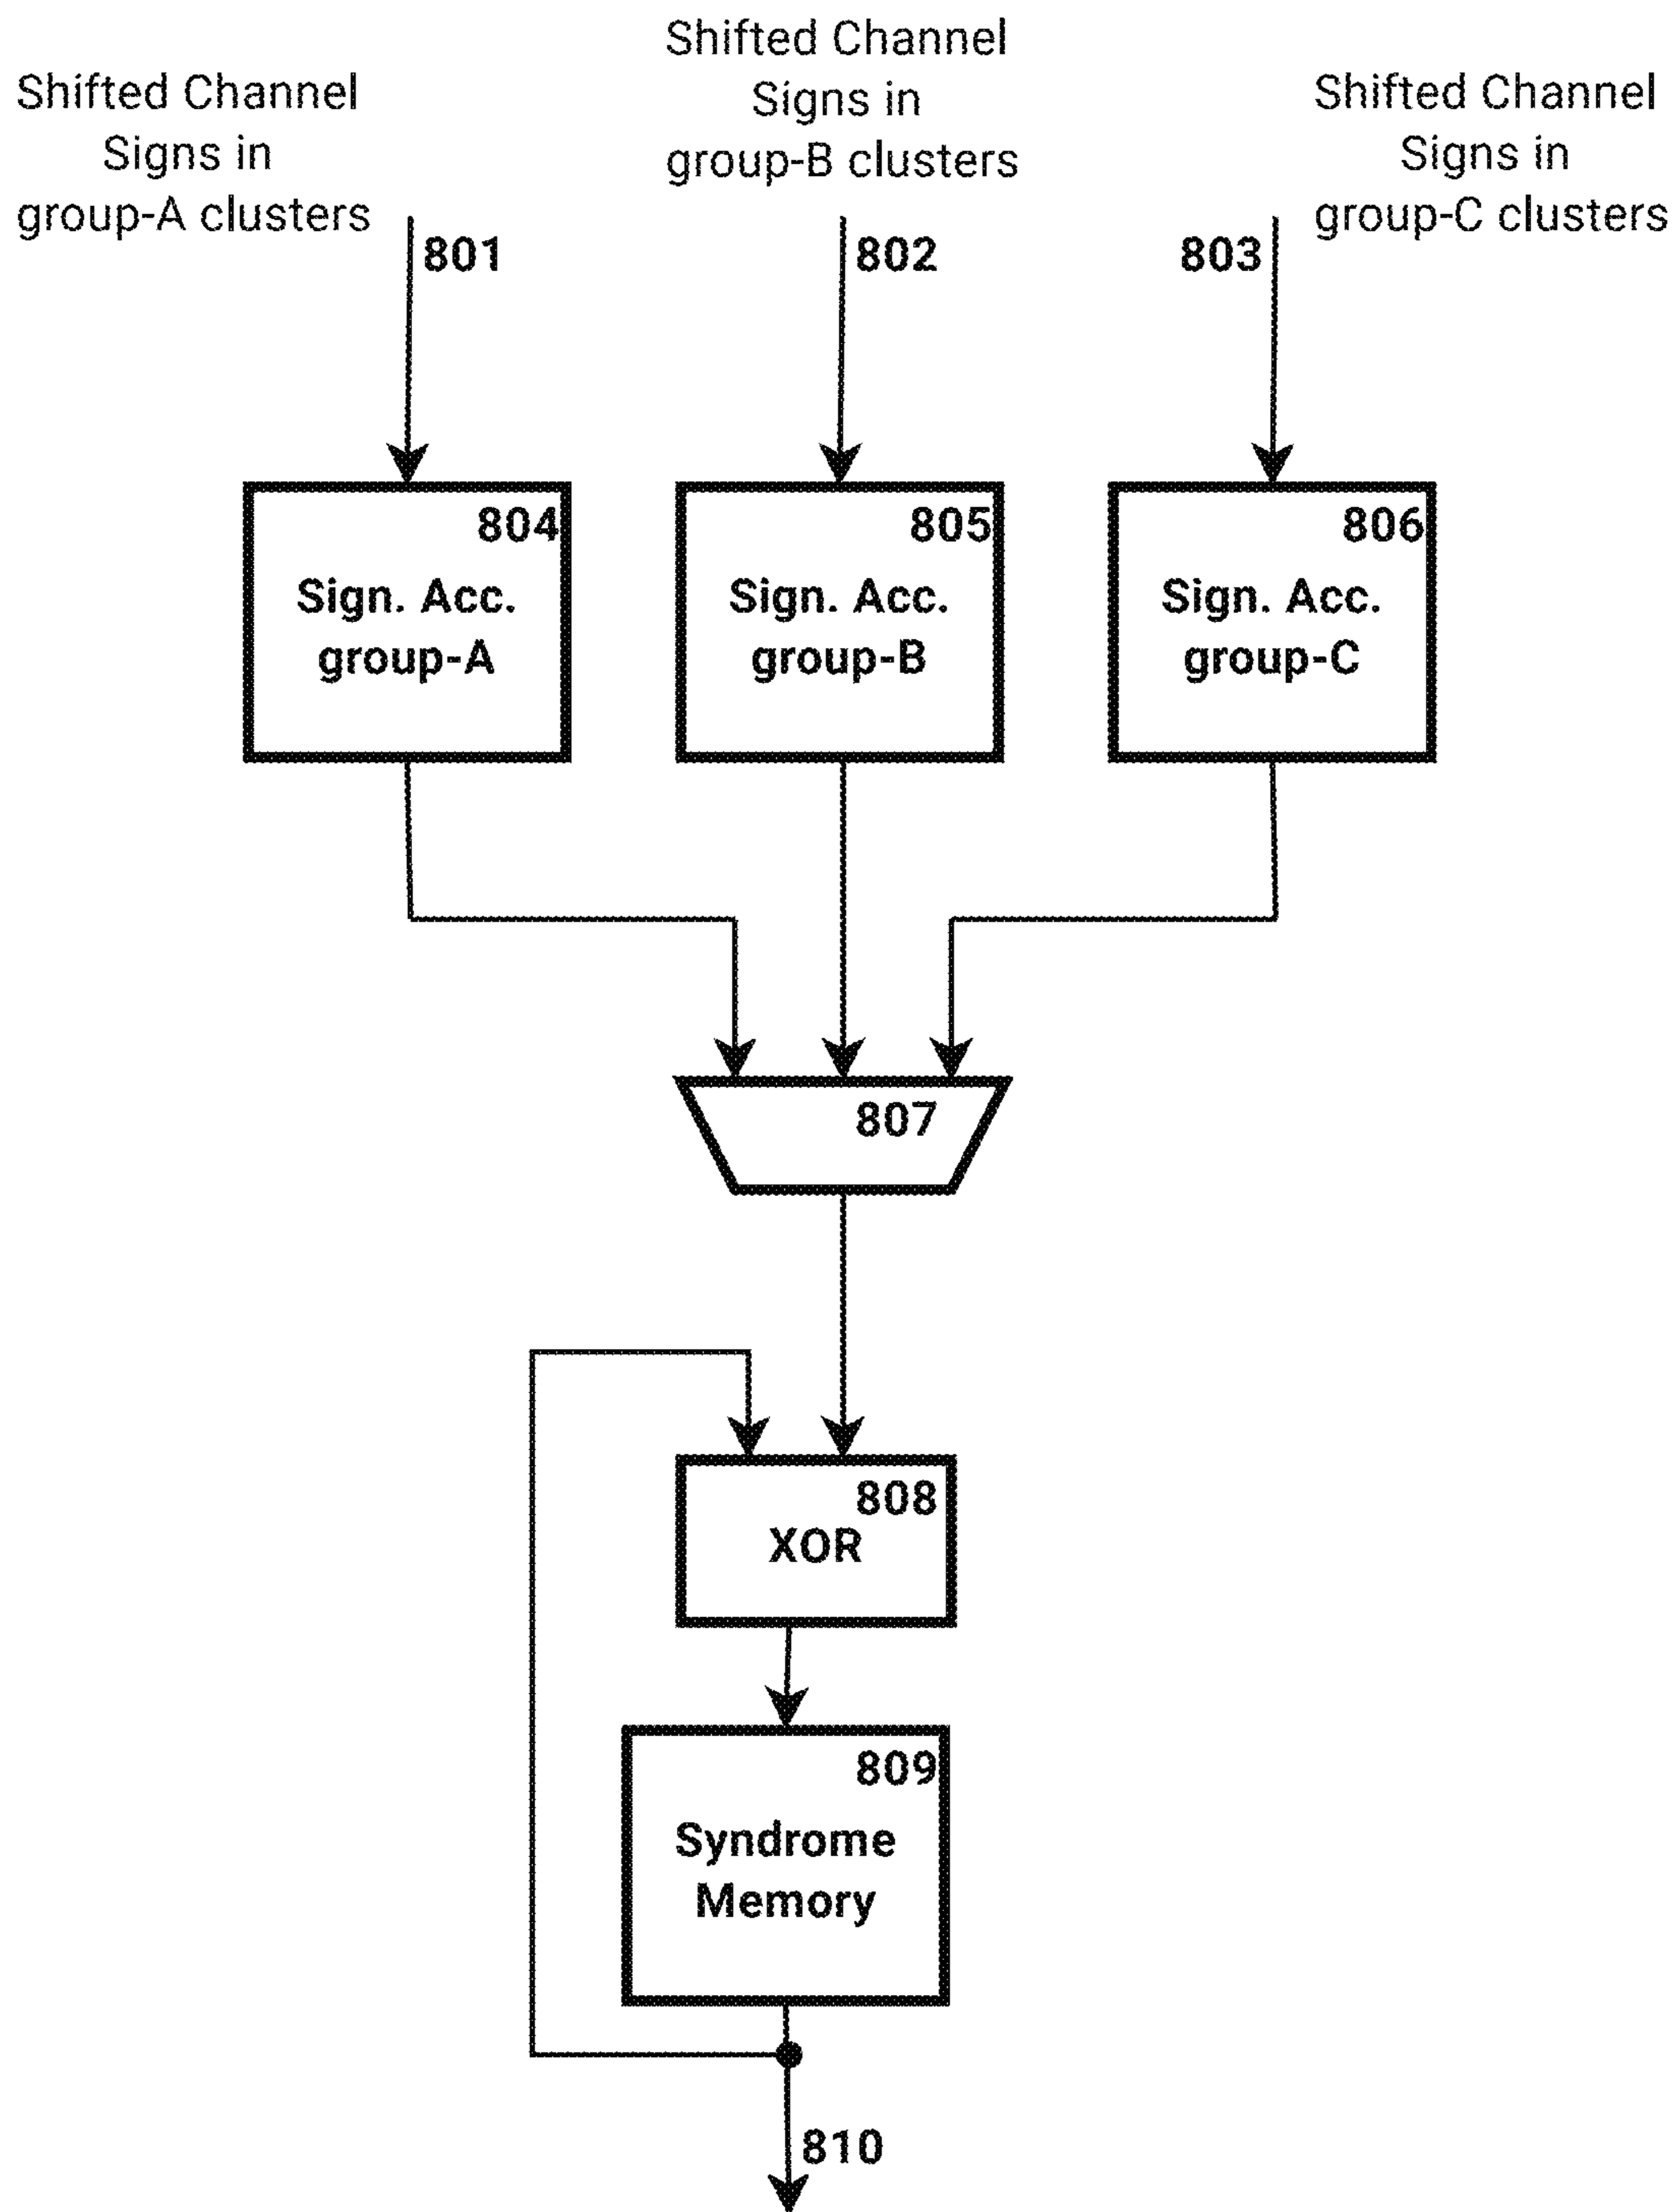 Shifted Channel
Signs in
group-A clusters
Shifted Channel
Signs in
group-B clusters
Shifted Channel
Signs in
group-C clusters
801
802
803
804
Sign. Acc.
group-A
805
Sign. Acc.
group-B
806
Sign. Acc.
group-C
807
808
XOR
809
Syndrome
Memory
810